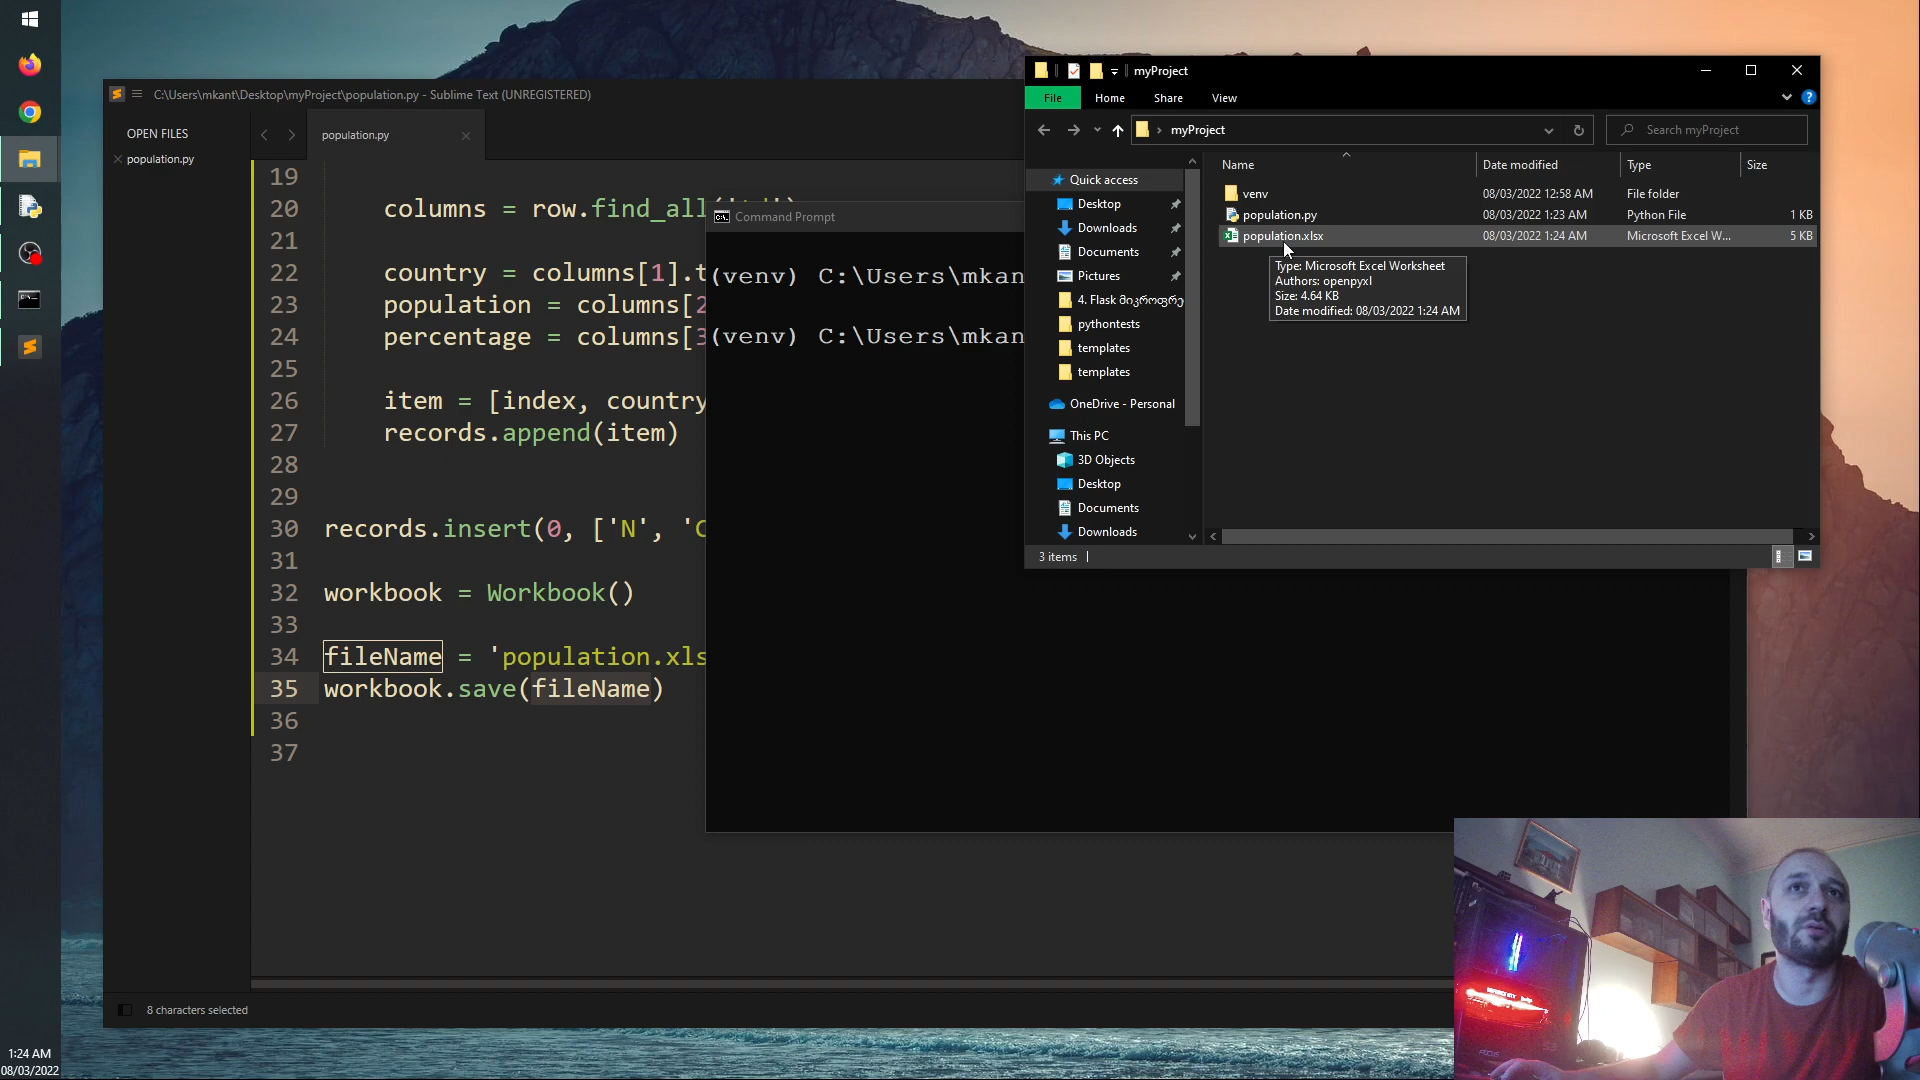 C:\Users\mkant\Desktop\myProject\population.py - Sublime Text (UNREGISTERED)
OPEN FILES
population.py
population.py
19
20 columns = row.find_all
21
22 country = columns[1].t
23 population = columns[2
24 percentage = columns[3
25
26 item = [index, country
27 records.append(item)
28
29
30 records.insert(0, ['N', 'C
31
32 workbook = Workbook()
33
34 fileName = 'population.xls
35 workbook.save(fileName)
36
37
8 characters selected
Command Prompt
(venv) C:\Users\mkan
(venv) C:\Users\mkan
myProject
File Home Share View
myProject
Search myProject
Name Date modified Type Size
venv 08/03/2022 12:58 AM File folder
population.py 08/03/2022 1:23 AM Python File 1 KB
population.xlsx 08/03/2022 1:24 AM Microsoft Excel W... 5 KB
Type: Microsoft Excel Worksheet
Authors: openpyxl
Size: 4.64 KB
Date modified: 08/03/2022 1:24 AM
Quick access
Desktop
Downloads
Documents
Pictures
4. Flask მიკროფრე
pythontests
templates
templates
OneDrive - Personal
This PC
3D Objects
Desktop
Documents
Downloads
3 items
1:24 AM
08/03/2022